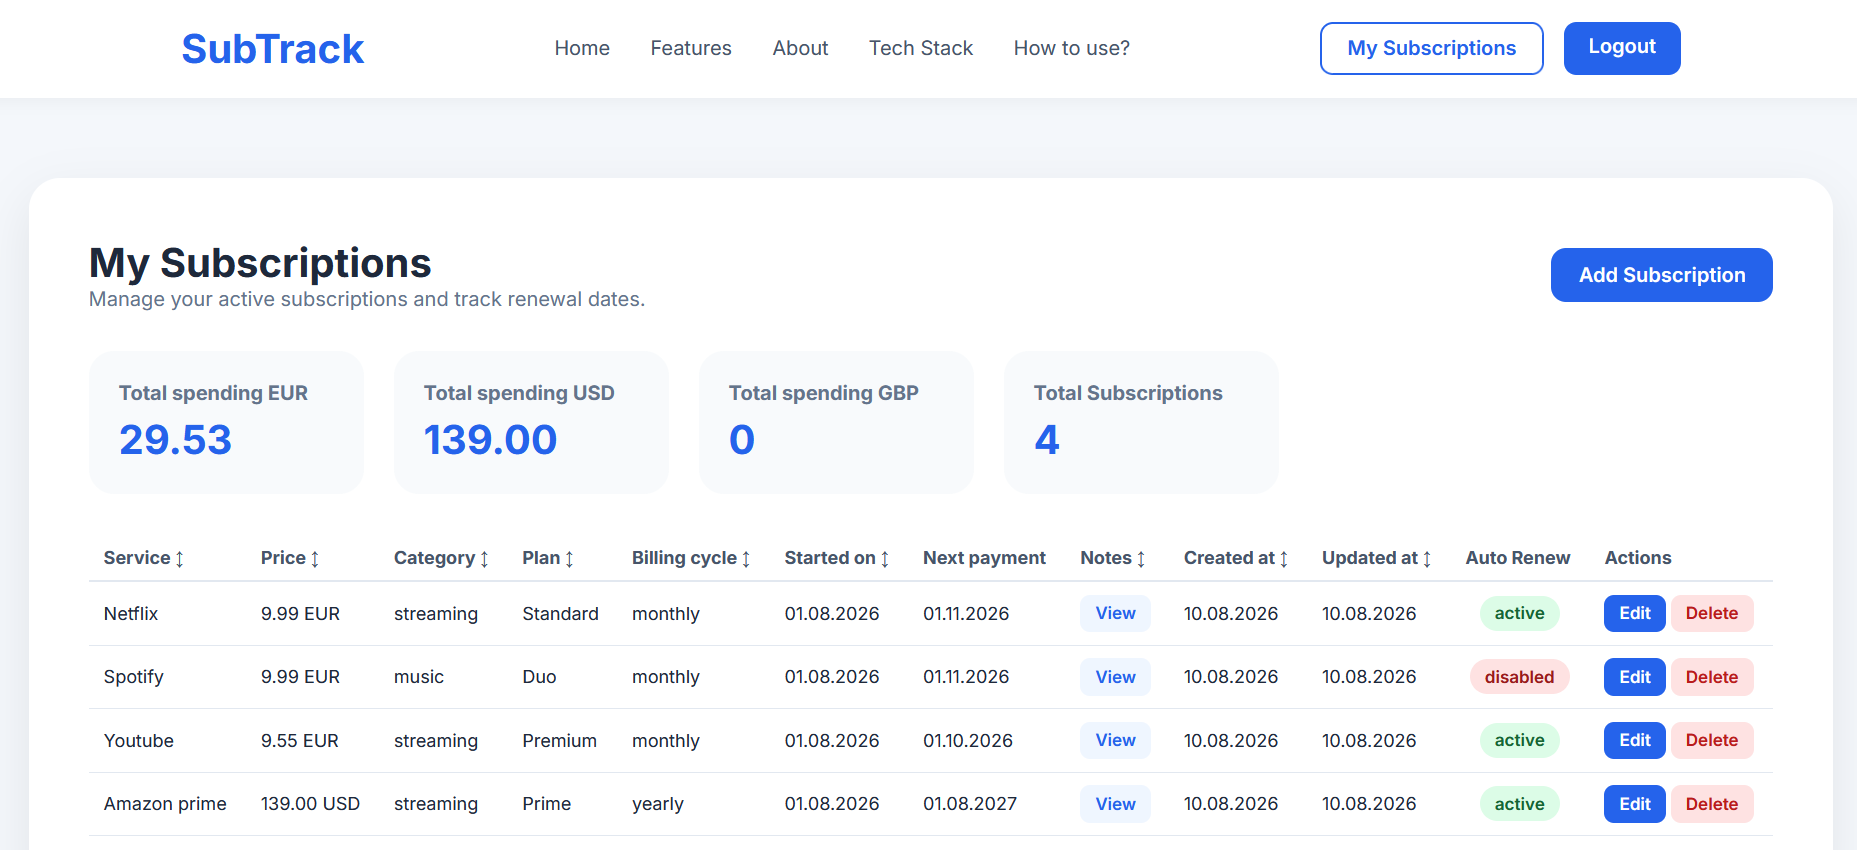 SubTrack Home Features About Tech Stack How to use? My Subscriptions Logout
My Subscriptions
Manage your active subscriptions and track renewal dates.
Add Subscription
Total spending EUR
29.53
Total spending USD
139.00
Total spending GBP
0
Total Subscriptions
4
Service ↕ Price ↕ Category ↕ Plan ↕ Billing cycle ↕ Started on ↕ Next payment Notes ↕ Created at ↕ Updated at ↕ Auto Renew Actions
Netflix 9.99 EUR streaming Standard monthly 01.08.2026 01.11.2026 View 10.08.2026 10.08.2026 active Edit Delete
Spotify 9.99 EUR music Duo monthly 01.08.2026 01.11.2026 View 10.08.2026 10.08.2026 disabled Edit Delete
Youtube 9.55 EUR streaming Premium monthly 01.08.2026 01.10.2026 View 10.08.2026 10.08.2026 active Edit Delete
Amazon prime 139.00 USD streaming Prime yearly 01.08.2026 01.08.2027 View 10.08.2026 10.08.2026 active Edit Delete